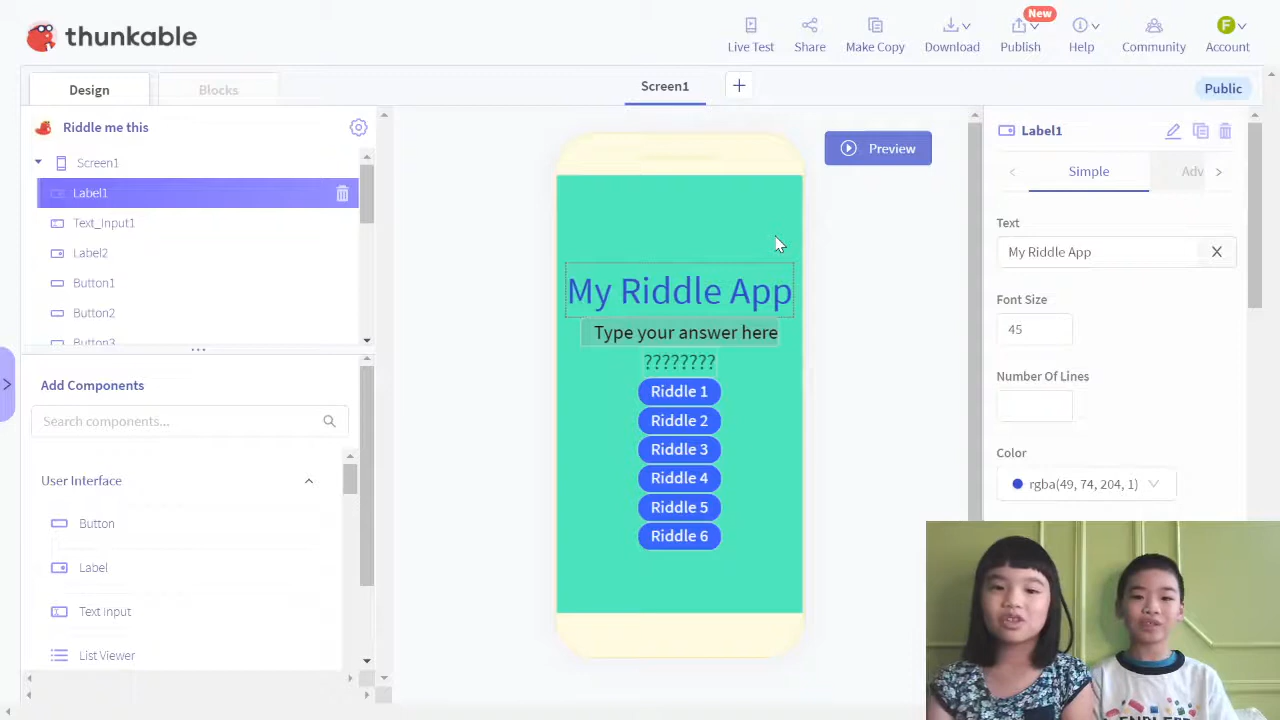 thunkable
Live Test
Share
Make Copy
Download
New
Publish
Help
Community
F
Account
Design
Blocks
Screen1
Public
Riddle me this
Screen1
Label1
Text_Input1
Label2
Button1
Button2
Button3
Add Components
Search components...
User Interface
Button
Label
Text Input
List Viewer
Preview
My Riddle App
Type your answer here
????????
Riddle 1
Riddle 2
Riddle 3
Riddle 4
Riddle 5
Riddle 6
Label1
Simple
Adv
Text
My Riddle App
Font Size
45
Number Of Lines
Color
rgba(49, 74, 204, 1)